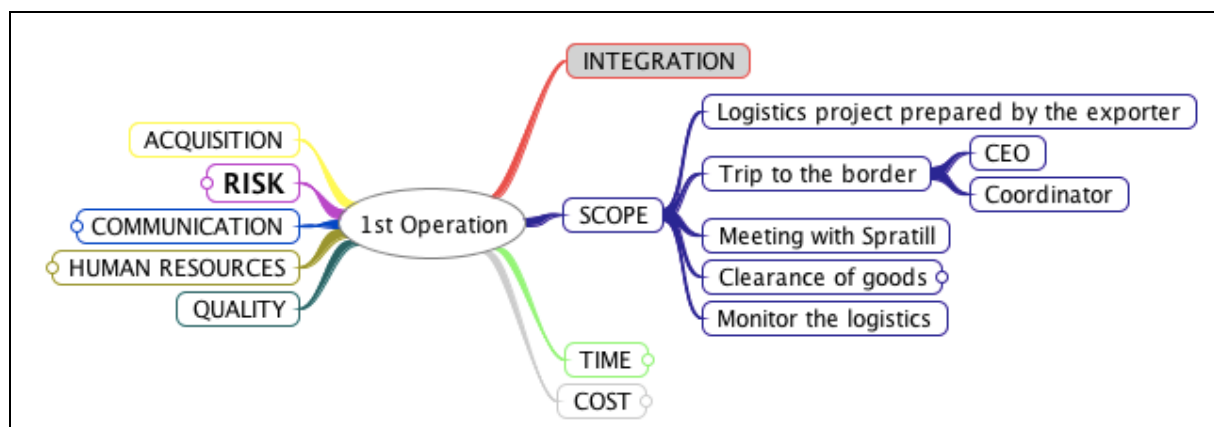 INTEGRATION
Logistics project prepared by the exporter
ACQUISITION
CEO
RISK
Trip to the border
Coordinator
SCOPE
1st Operation
COMMUNICATION
Meeting with Spratill
HUMAN RESOURCES
Clearance of goods
QUALITY
Monitor the logistics
TIME
COST